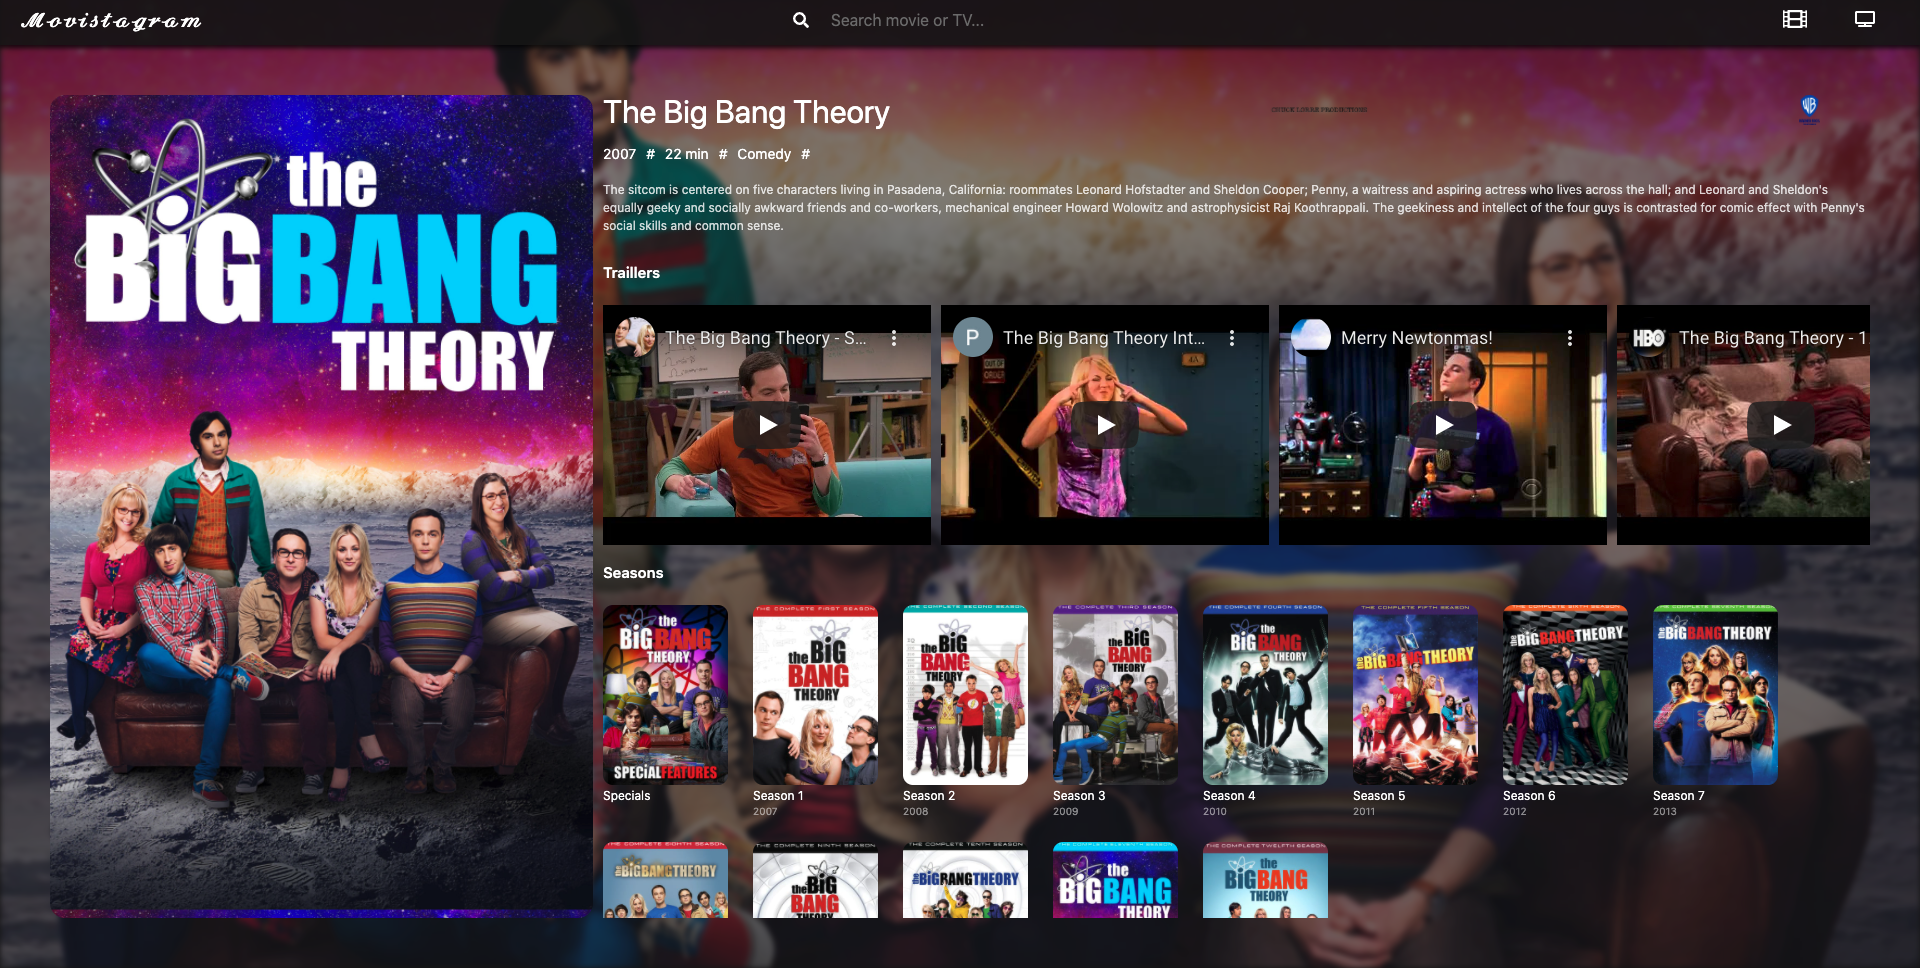 Movistagram
Search movie or TV...
the
BiG BANG
THEORY
The Big Bang Theory
CHUCK LORRE PRODUCTIONS
WB
2007 # 22 min # Comedy #
The sitcom is centered on five characters living in Pasadena, California: roommates Leonard Hofstadter and Sheldon Cooper; Penny, a waitress and aspiring actress who lives across the hall; and Leonard and Sheldon's
equally geeky and socially awkward friends and co-workers, mechanical engineer Howard Wolowitz and astrophysicist Raj Koothrappali. The geekiness and intellect of the four guys is contrasted for comic effect with Penny's
social skills and common sense.
Traillers
The Big Bang Theory - S...
P
The Big Bang Theory Int...
Merry Newtonmas!
HBO
The Big Bang Theory - 1
OUT OF
ORDER
Seasons
the
BiG BANG
THEORY
SPECiAL FEATURES
THE COMPLETE FIRST SEASON
the BiG
BANG
THEORY
THE COMPLETE SECOND SEASON
the BiG
BANG
THEORY
THE COMPLETE THIRD SEASON
the BiG
BANG
THEORY
THE COMPLETE FOURTH SEASON
the
BiG BANG
THEORY
THE COMPLETE FIFTH SEASON
the BiG BANG THEORY
THE COMPLETE SIXTH SEASON
the BiG BANG THEORY
THE COMPLETE SEVENTH SEASON
the BiG BANG THEORY
Specials
Season 1
2007
Season 2
2008
Season 3
2009
Season 4
2010
Season 5
2011
Season 6
2012
Season 7
2013
THE COMPLETE EIGHTH SEASON
the BiG BANG THEORY
THE COMPLETE NINTH SEASON
the BiG
BANG
THEORY
THE COMPLETE TENTH SEASON
the BiG BANG THEORY
THE COMPLETE ELEVENTH SEASON
the
BiG BANG
THEORY
THE COMPLETE TWELFTH SEASON
the
BiG BANG
THEORY